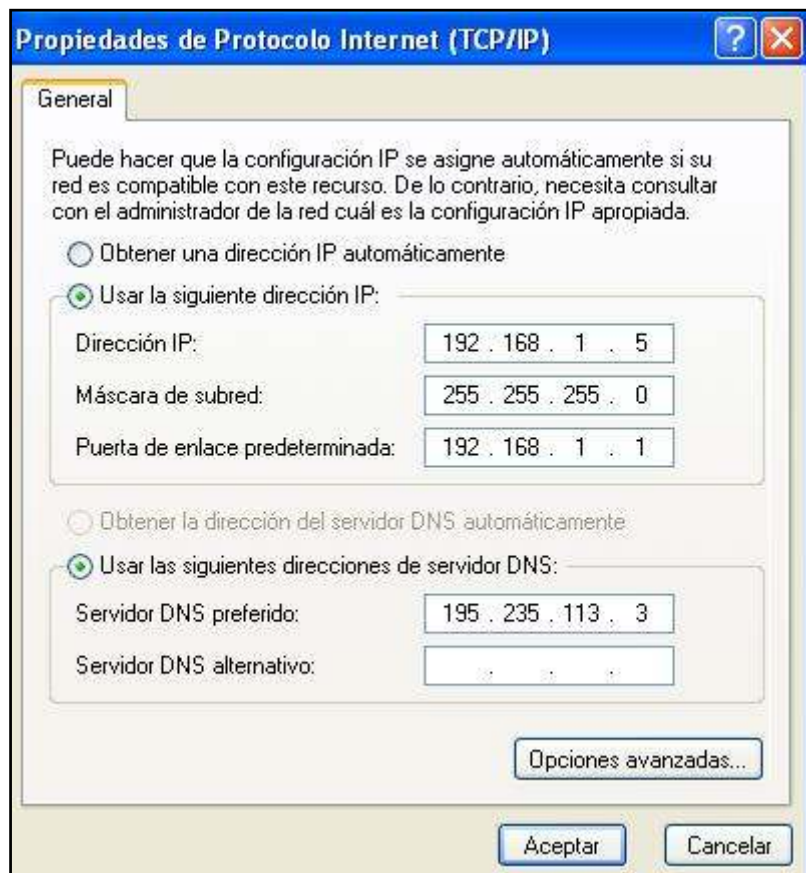 Propiedades de Protocolo Internet (TCP/IP)
General
Puede hacer que la configuración IP se asigne automáticamente si su
red es compatible con este recurso. De lo contrario, necesita consultar
con el administrador de la red cuál es la configuración IP apropiada.
Obtener una dirección IP automáticamente
Usar la siguiente dirección IP:
Dirección IP: 192 . 168 . 1 . 5
Máscara de subred: 255 . 255 . 255 . 0
Puerta de enlace predeterminada: 192 . 168 . 1 . 1
Obtener la dirección del servidor DNS automáticamente
Usar las siguientes direcciones de servidor DNS:
Servidor DNS preferido: 195 . 235 . 113 . 3
Servidor DNS alternativo: . . .
Opciones avanzadas...
Aceptar Cancelar